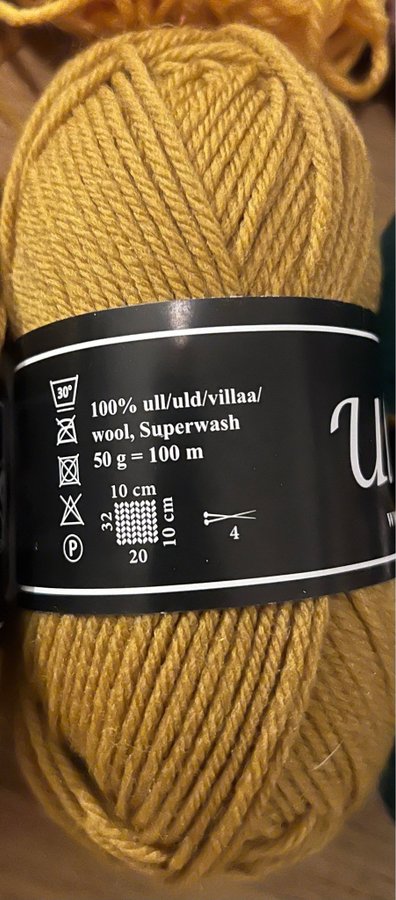 30°
100% ull/uld/villaa/
wool, Superwash
50 g = 100 m
10 cm
32
10 cm
20
4
P